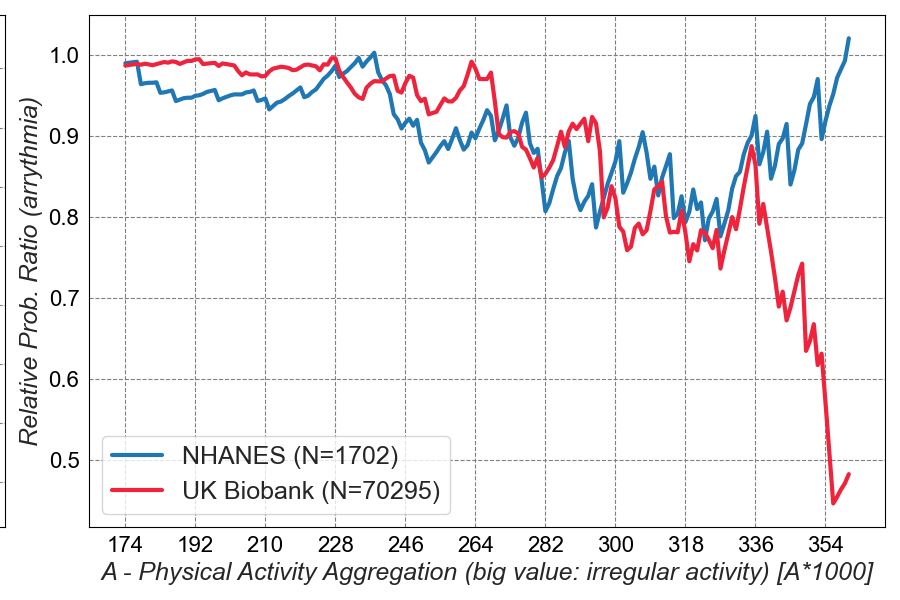 Relative Prob. Ratio (arrythmia)
1.0
0.9
0.8
0.7
0.6
0.5
NHANES (N=1702)
UK Biobank (N=70295)
174 192 210 228 246 264 282 300 318 336 354
A - Physical Activity Aggregation (big value: irregular activity) [A*1000]